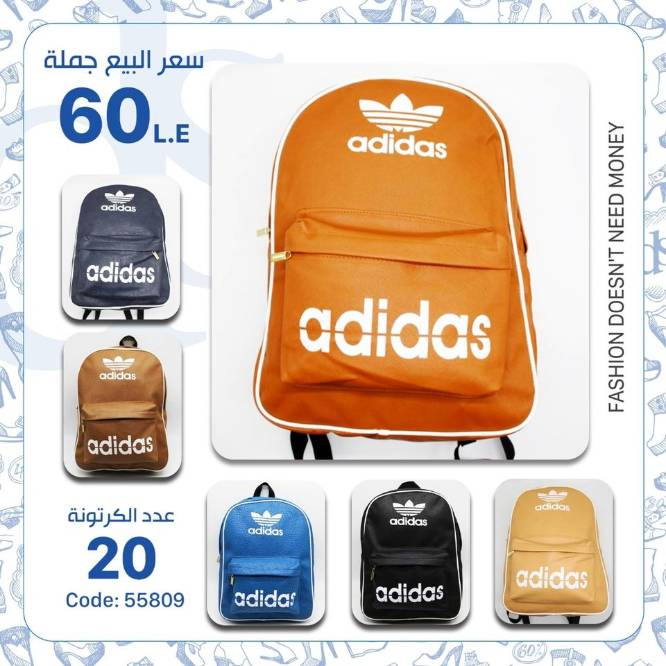 سعر البيع جملة
60L.E
adidas
adidas
adidas
adidas
adidas
adidas
FASHION DOESN'T NEED MONEY
عدد الكرتونة
20
Code: 55809
adidas
adidas
adidas
adidas
adidas
adidas
60%